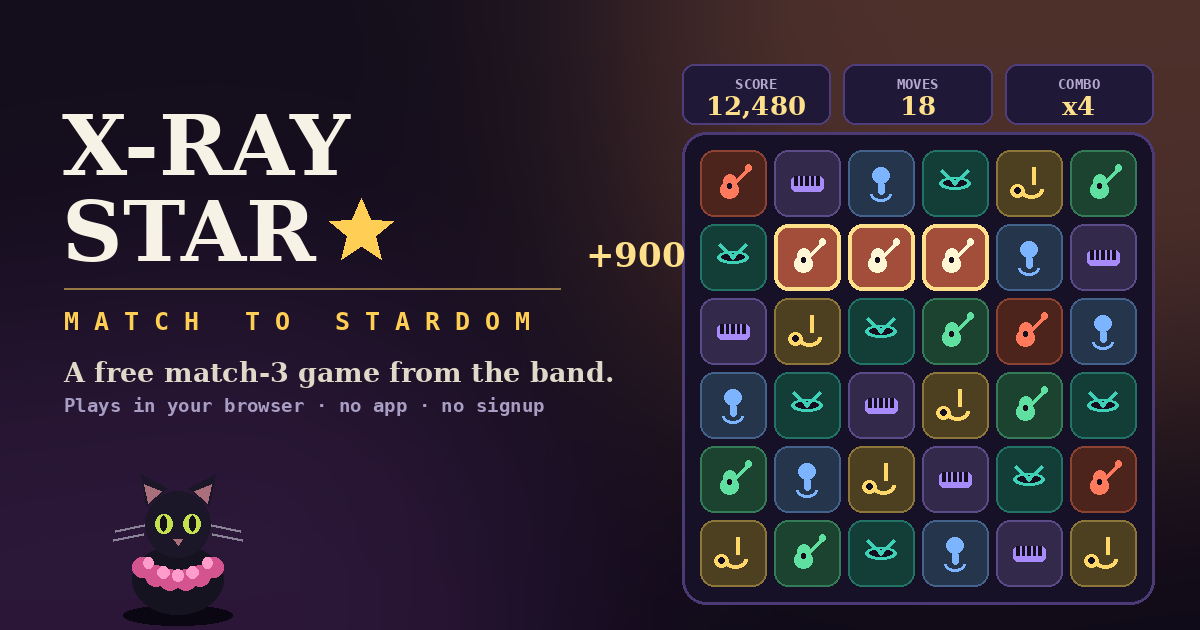 X-RAY
STAR
MATCH TO STARDOM
A free match-3 game from the band.
Plays in your browser · no app · no signup
+900
SCORE
12,480
MOVES
18
COMBO
x4